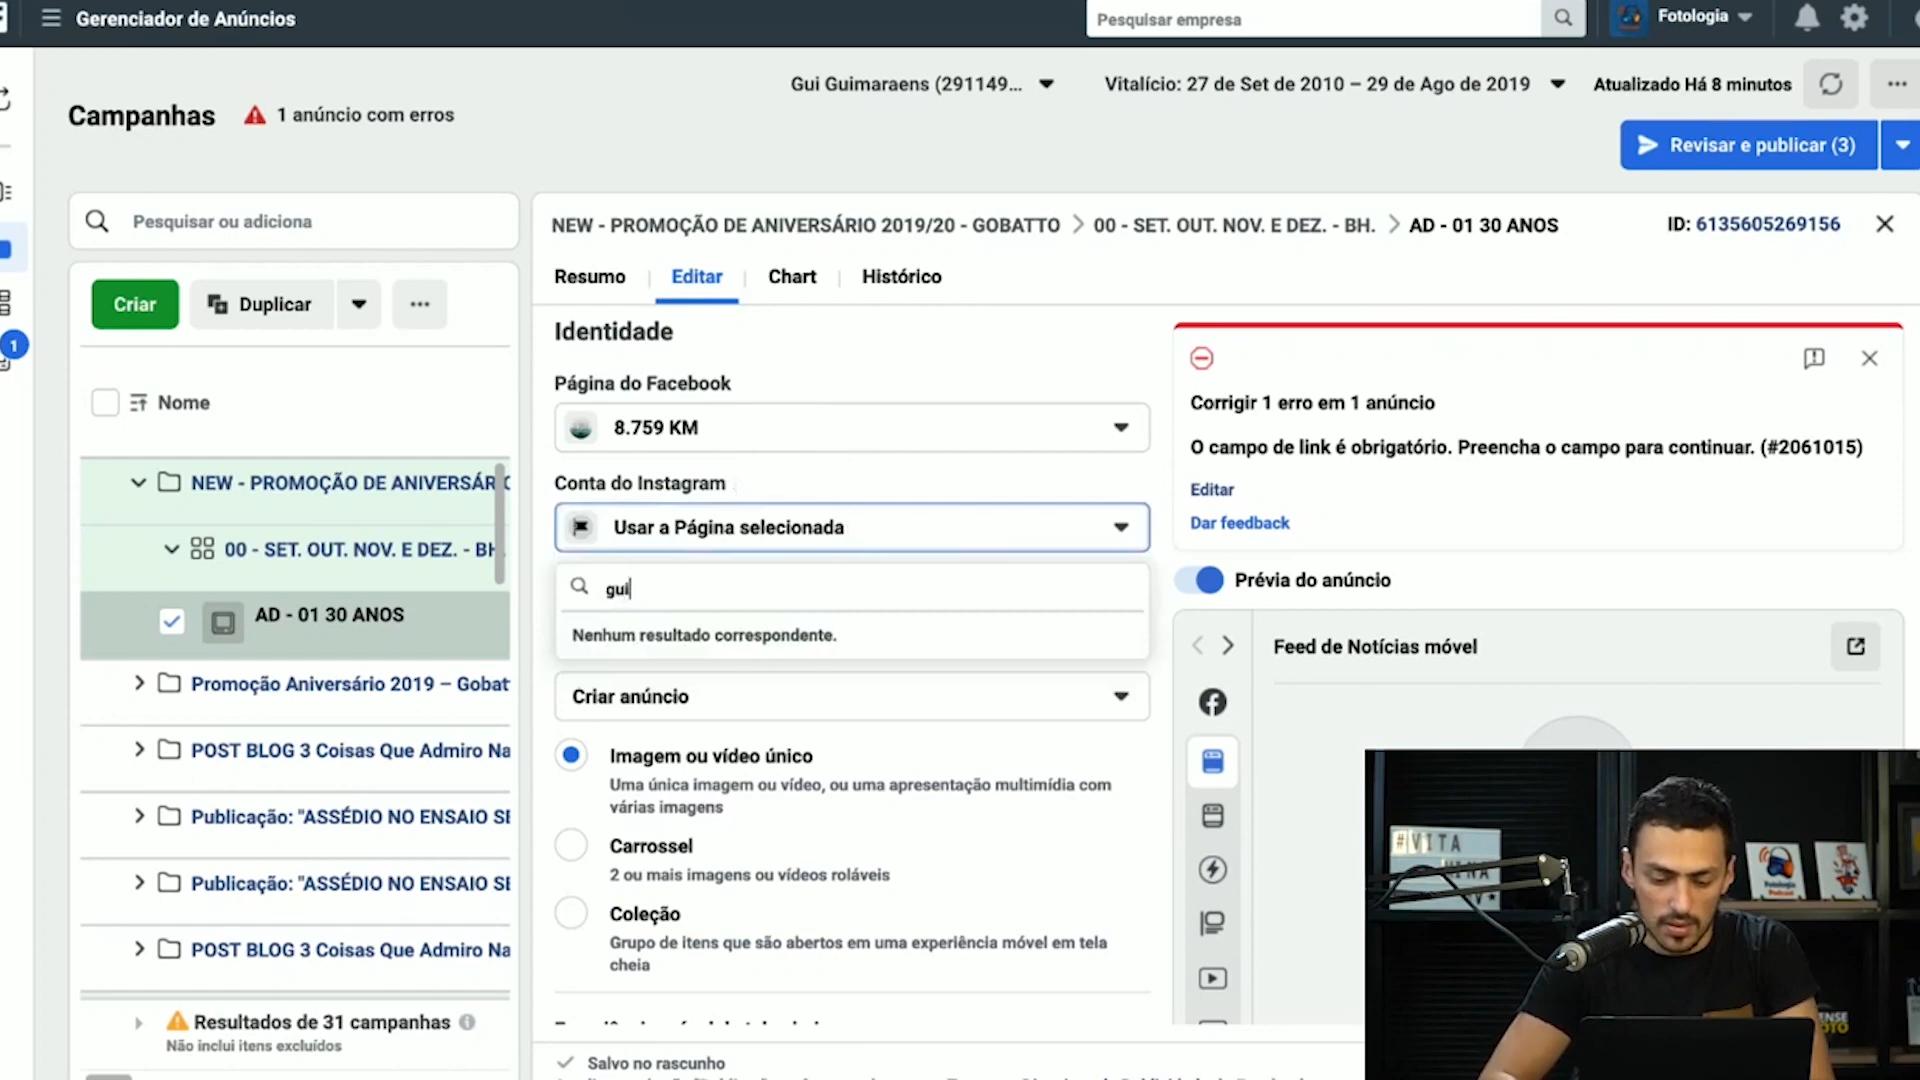 Gerenciador de Anúncios
Pesquisar empresa
Fotologia
Gui Guimaraens (291149...
Vitalício: 27 de Set de 2010 – 29 de Ago de 2019
Atualizado Há 8 minutos
Campanhas
1 anúncio com erros
Revisar e publicar (3)
Pesquisar ou adiciona
NEW - PROMOÇÃO DE ANIVERSÁRIO 2019/20 - GOBATTO
00 - SET. OUT. NOV. E DEZ. - BH.
AD - 01 30 ANOS
ID: 6135605269156
Resumo
Editar
Chart
Histórico
Criar
Duplicar
1
Nome
NEW - PROMOÇÃO DE ANIVERSÁR
00 - SET. OUT. NOV. E DEZ. - BH.
AD - 01 30 ANOS
Promoção Aniversário 2019 – Gobat
POST BLOG 3 Coisas Que Admiro Na
Publicação: "ASSÉDIO NO ENSAIO SE
Publicação: "ASSÉDIO NO ENSAIO SE
POST BLOG 3 Coisas Que Admiro Na
Resultados de 31 campanhas
Não inclui itens excluídos
Identidade
Página do Facebook
8.759 KM
Conta do Instagram
Usar a Página selecionada
gui
Nenhum resultado correspondente.
Criar anúncio
Imagem ou vídeo único
Uma única imagem ou vídeo, ou uma apresentação multimídia com
várias imagens
Carrossel
2 ou mais imagens ou vídeos roláveis
Coleção
Grupo de itens que são abertos em uma experiência móvel em tela
cheia
Salvo no rascunho
Corrigir 1 erro em 1 anúncio
O campo de link é obrigatório. Preencha o campo para continuar. (#2061015)
Editar
Dar feedback
Prévia do anúncio
Feed de Notícias móvel
#VITA
Fotologia
Podcast